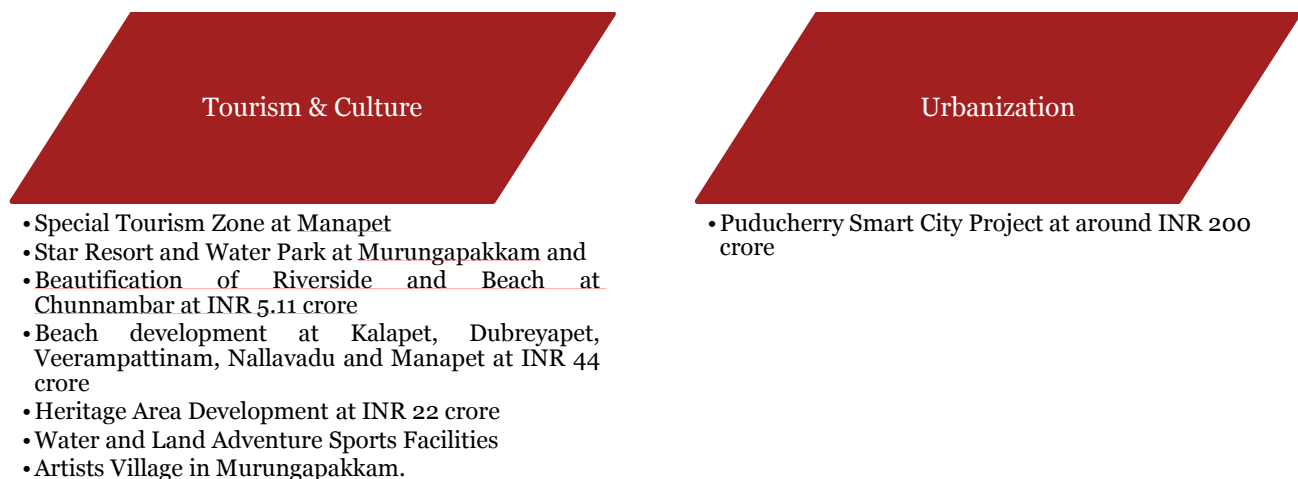 Tourism & Culture
• Special Tourism Zone at Manapet
• Star Resort and Water Park at Murungapakkam and
• Beautification of Riverside and Beach at
Chunnambar at INR 5.11 crore
• Beach development at Kalapet, Dubreyapet,
Veerampattinam, Nallavadu and Manapet at INR 44
crore
• Heritage Area Development at INR 22 crore
• Water and Land Adventure Sports Facilities
• Artists Village in Murungapakkam.
Urbanization
• Puducherry Smart City Project at around INR 200
crore